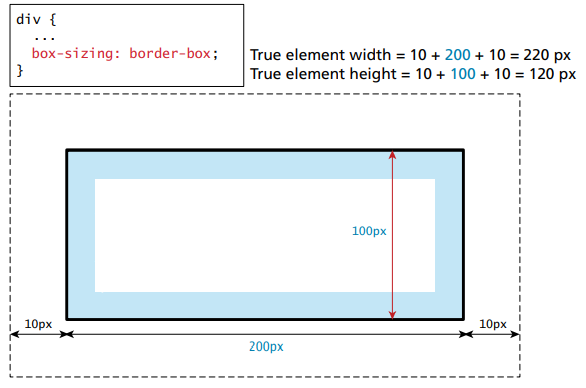 div {
...
box-sizing: border-box;
}
True element width = 10 + 200 + 10 = 220 px
True element height = 10 + 100 + 10 = 120 px
100px
10px
10px
200px